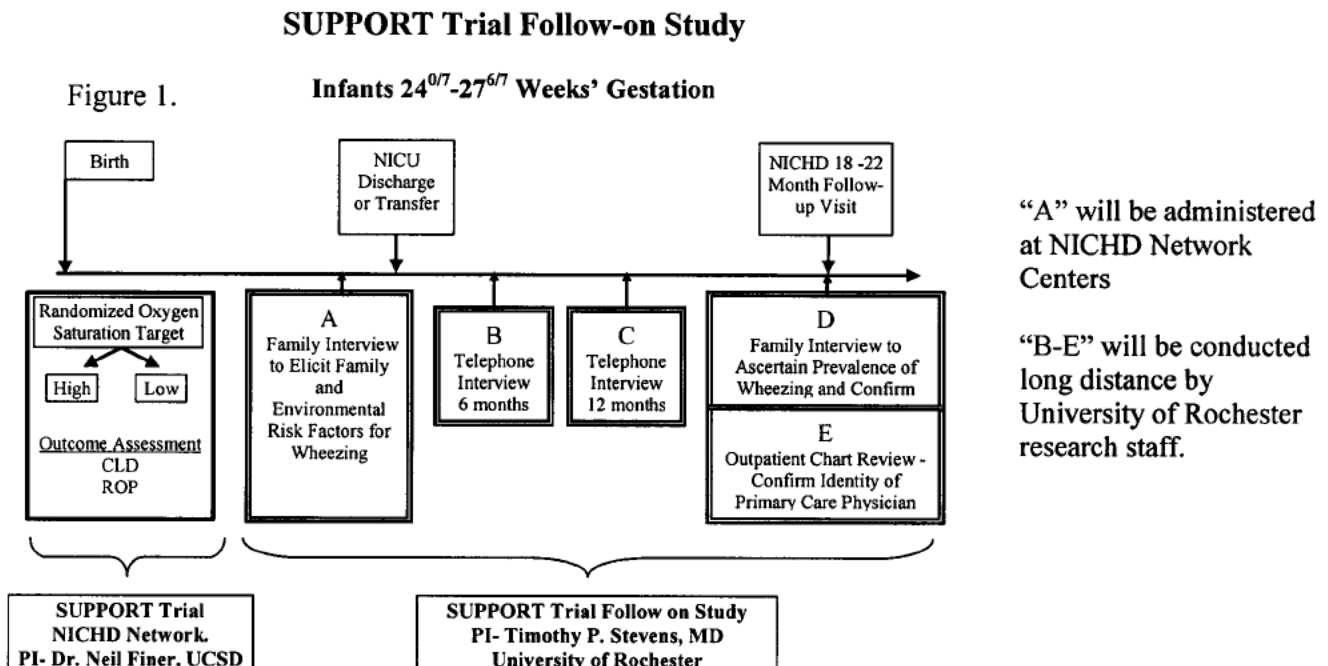 SUPPORT Trial Follow-on Study
Infants 24^0/7-27^6/7 Weeks' Gestation
Figure 1.
Birth
NICU
Discharge
or Transfer
NICHD 18 -22
Month Follow-
up Visit
Randomized Oxygen
Saturation Target
High
Low
Outcome Assessment
CLD
ROP
A
Family Interview
to Elicit Family
and
Environmental
Risk Factors for
Wheezing
B
Telephone
Interview
6 months
C
Telephone
Interview
12 months
D
Family Interview to
Ascertain Prevalence of
Wheezing and Confirm
E
Outpatient Chart Review -
Confirm Identity of
Primary Care Physician
"A" will be administered
at NICHD Network
Centers
"B-E" will be conducted
long distance by
University of Rochester
research staff.
SUPPORT Trial
NICHD Network.
PI- Dr. Neil Finer, UCSD
SUPPORT Trial Follow on Study
PI- Timothy P. Stevens, MD
University of Rochester